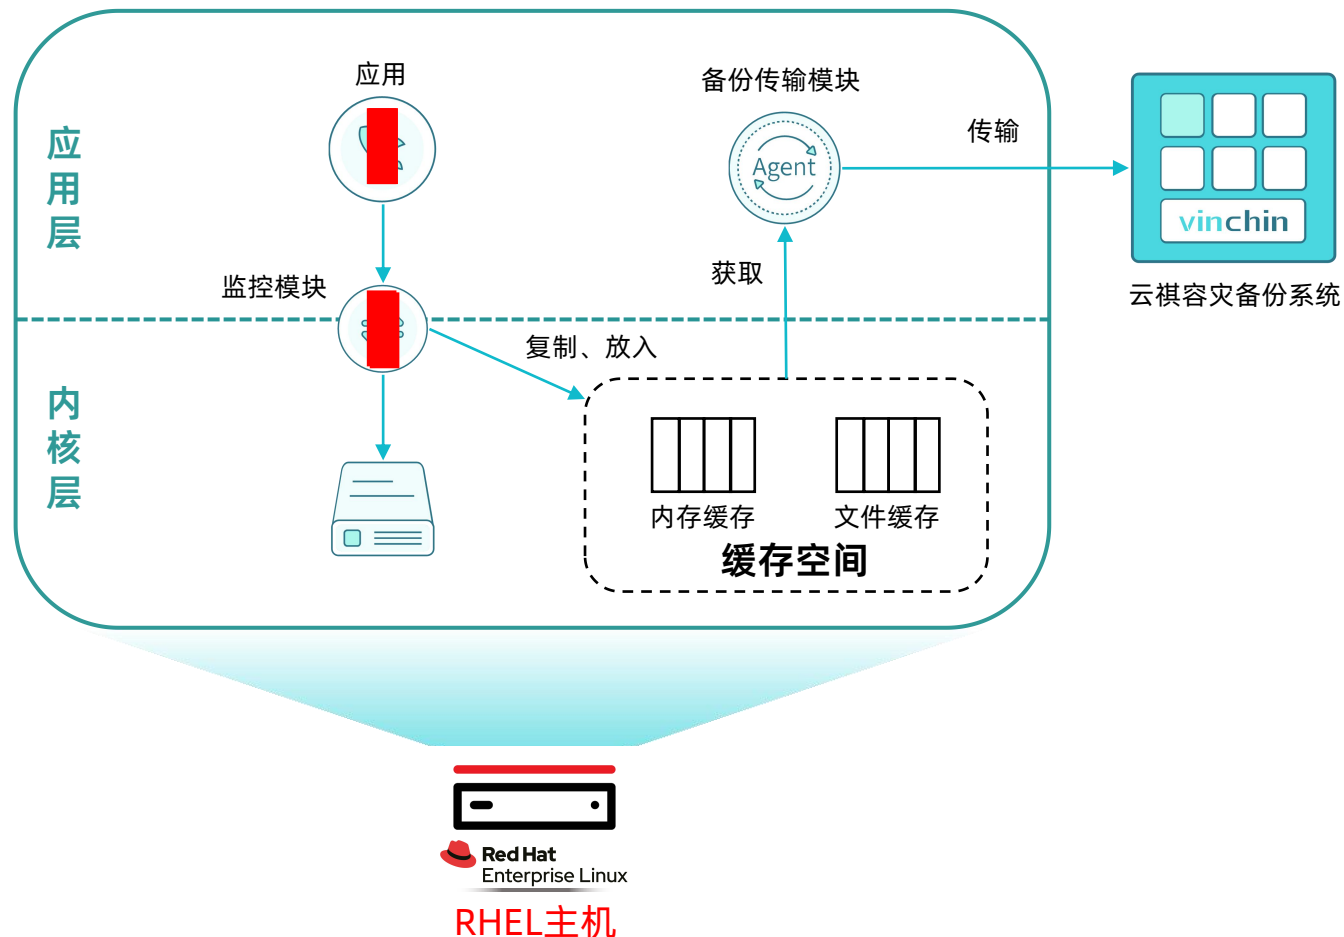 应用
备份传输模块
传输
应用层
Agent
vinchin
监控模块
获取
云祺容灾备份系统
复制、放入
内核层
内存缓存
文件缓存
缓存空间
Red Hat
Enterprise Linux
RHEL主机